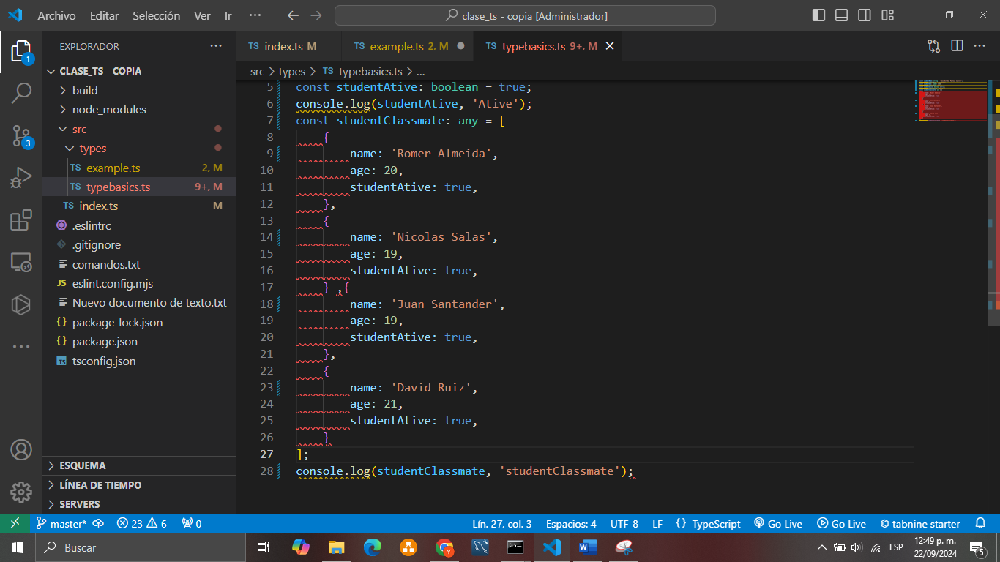 Archivo Editar Selección Ver Ir ··· clase_ts - copia [Administrador]
EXPLORADOR ···
TS index.ts M TS example.ts 2, M TS typebasics.ts 9+, M
src > types > TS typebasics.ts > ...
CLASE_TS - COPIA
build
node_modules
src
types
TS example.ts 2, M
TS typebasics.ts 9+, M
TS index.ts M
.eslintrc
.gitignore
comandos.txt
JS eslint.config.mjs
Nuevo documento de texto.txt
{} package-lock.json
{} package.json
TS tsconfig.json
ESQUEMA
LÍNEA DE TIEMPO
SERVERS
1
3
5 const studentAtive: boolean = true;
6 console.log(studentAtive, 'Ative');
7 const studentClassmate: any = [
8 {
9 name: 'Romer Almeida',
10 age: 20,
11 studentAtive: true,
12 },
13 {
14 name: 'Nicolas Salas',
15 age: 19,
16 studentAtive: true,
17 } ,{
18 name: 'Juan Santander',
19 age: 19,
20 studentAtive: true,
21 },
22 {
23 name: 'David Ruiz',
24 age: 21,
25 studentAtive: true,
26 }
27 ];
28 console.log(studentClassmate, 'studentClassmate');
master* 23 6 0 Lín. 27, col. 3 Espacios: 4 UTF-8 LF {} TypeScript Go Live Go Live tabnine starter
Buscar ESP 12:49 p. m.
22/09/2024 5